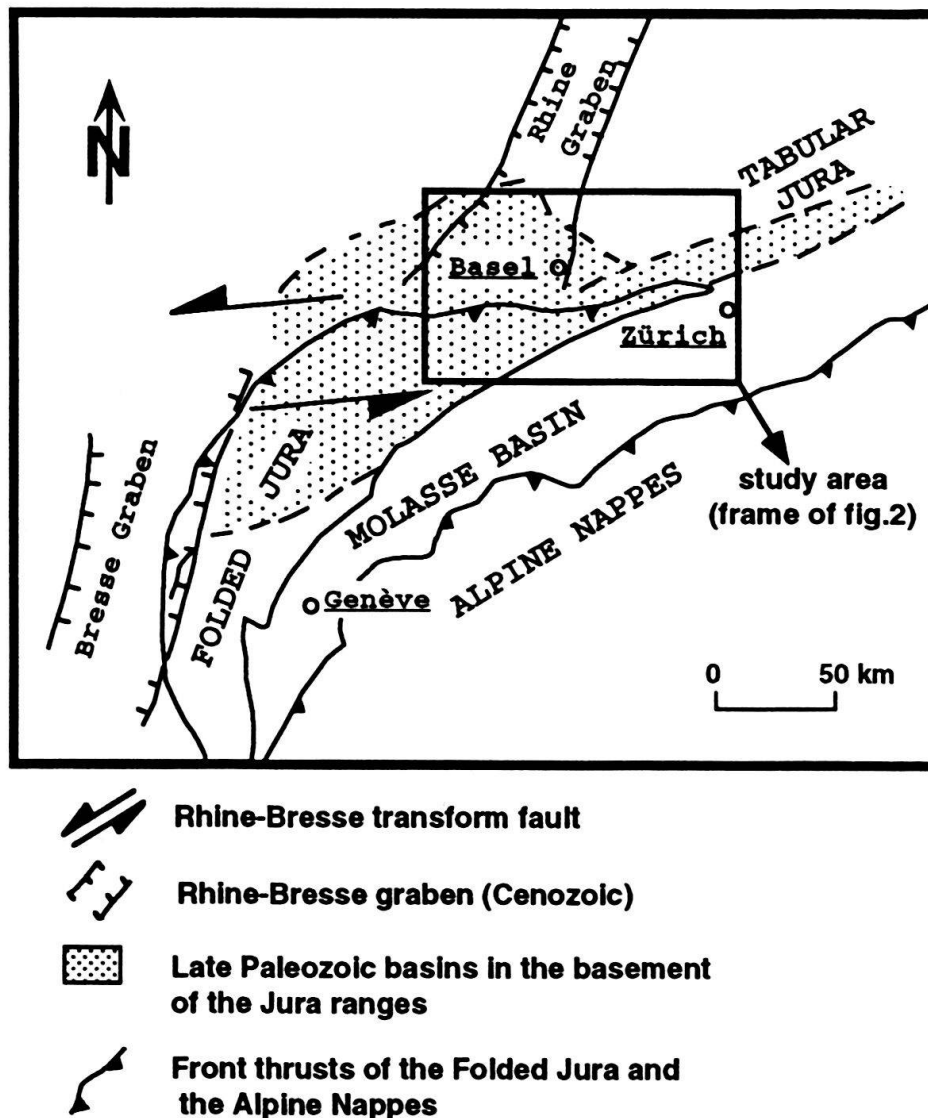 N
Rhine
Graben
TABULAR
JURA
Basel
Zürich
JURA
FOLDED
MOLASSE BASIN
ALPINE NAPPES
Bresse Graben
Genève
study area
(frame of fig.2)
0 50 km
Rhine-Bresse transform fault
Rhine-Bresse graben (Cenozoic)
Late Paleozoic basins in the basement
of the Jura ranges
Front thrusts of the Folded Jura and
the Alpine Nappes